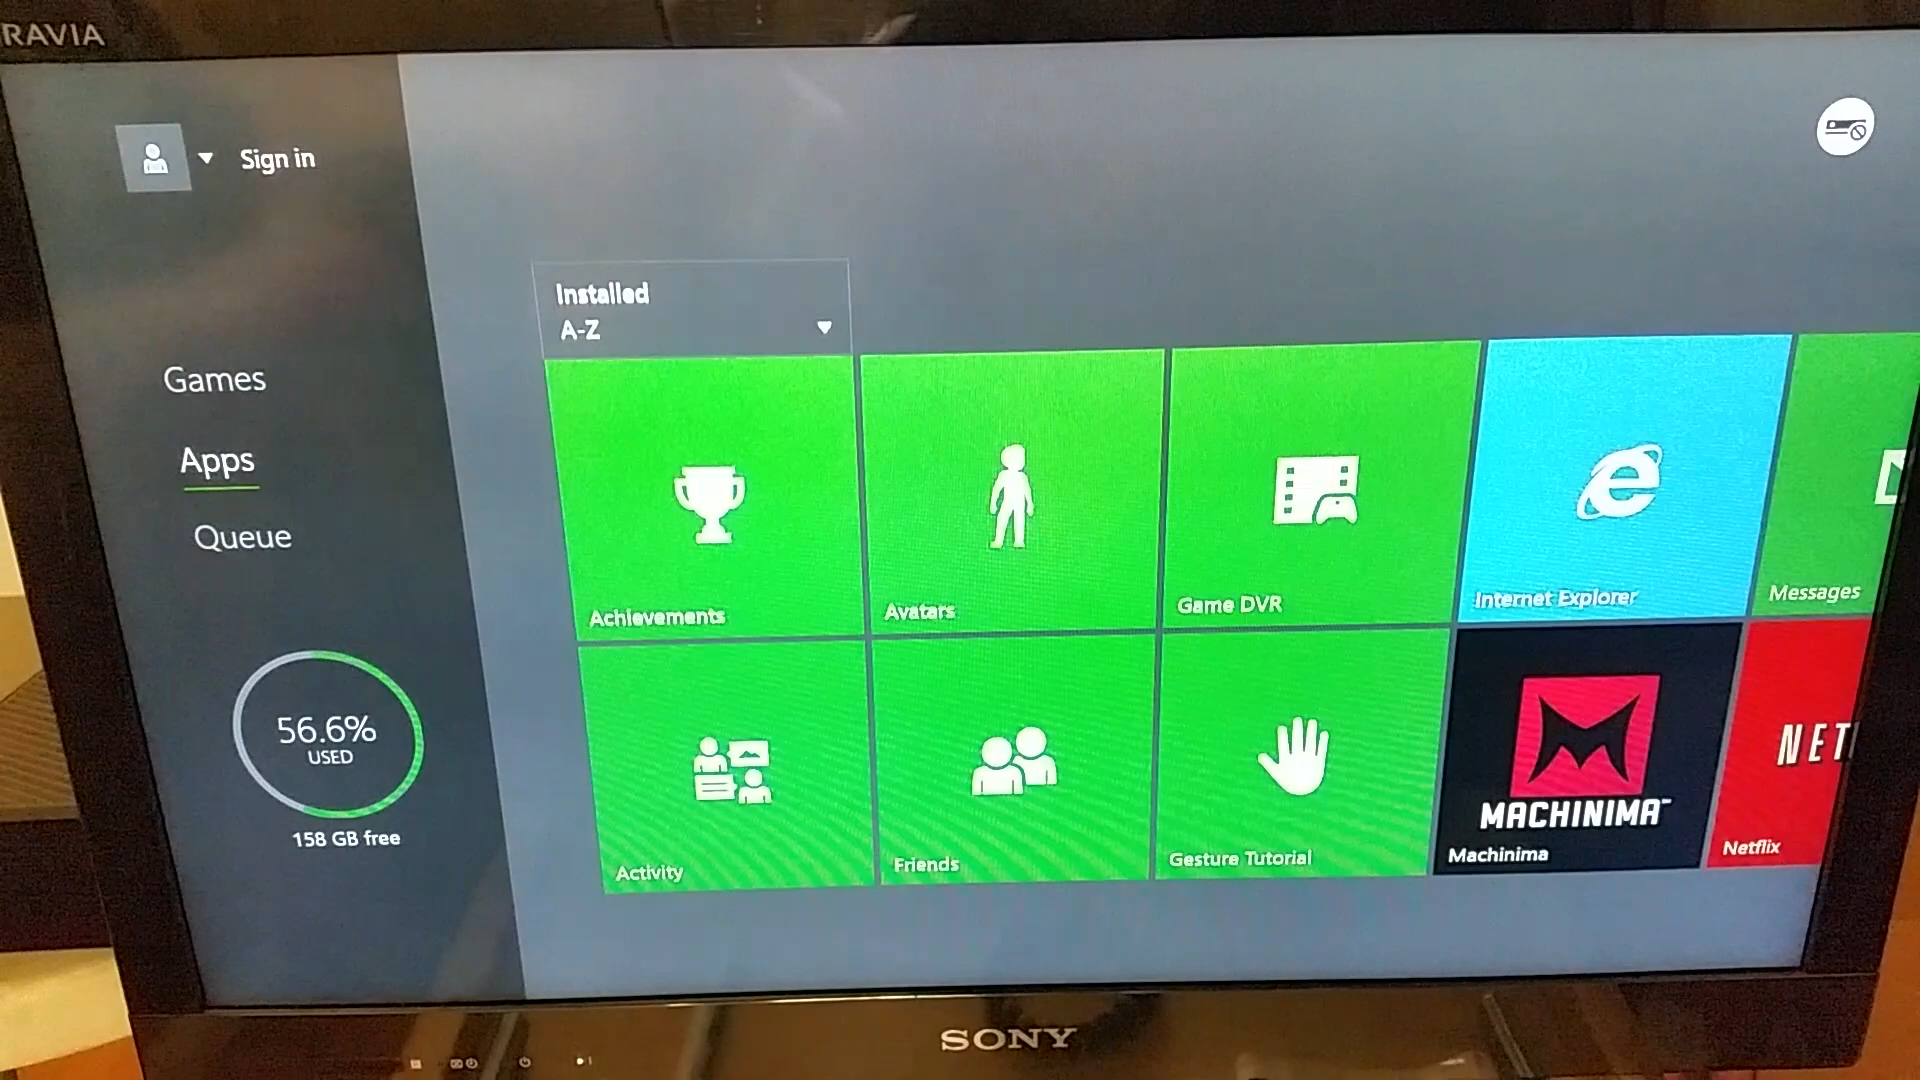 RAVIA
Sign in
Installed
A-Z
Games
Apps
Queue
56.6%
USED
158 GB free
Achievements
Avatars
Game DVR
Internet Explorer
Messages
Activity
Friends
Gesture Tutorial
MACHINIMA
Machinima
NET
Netflix
SONY